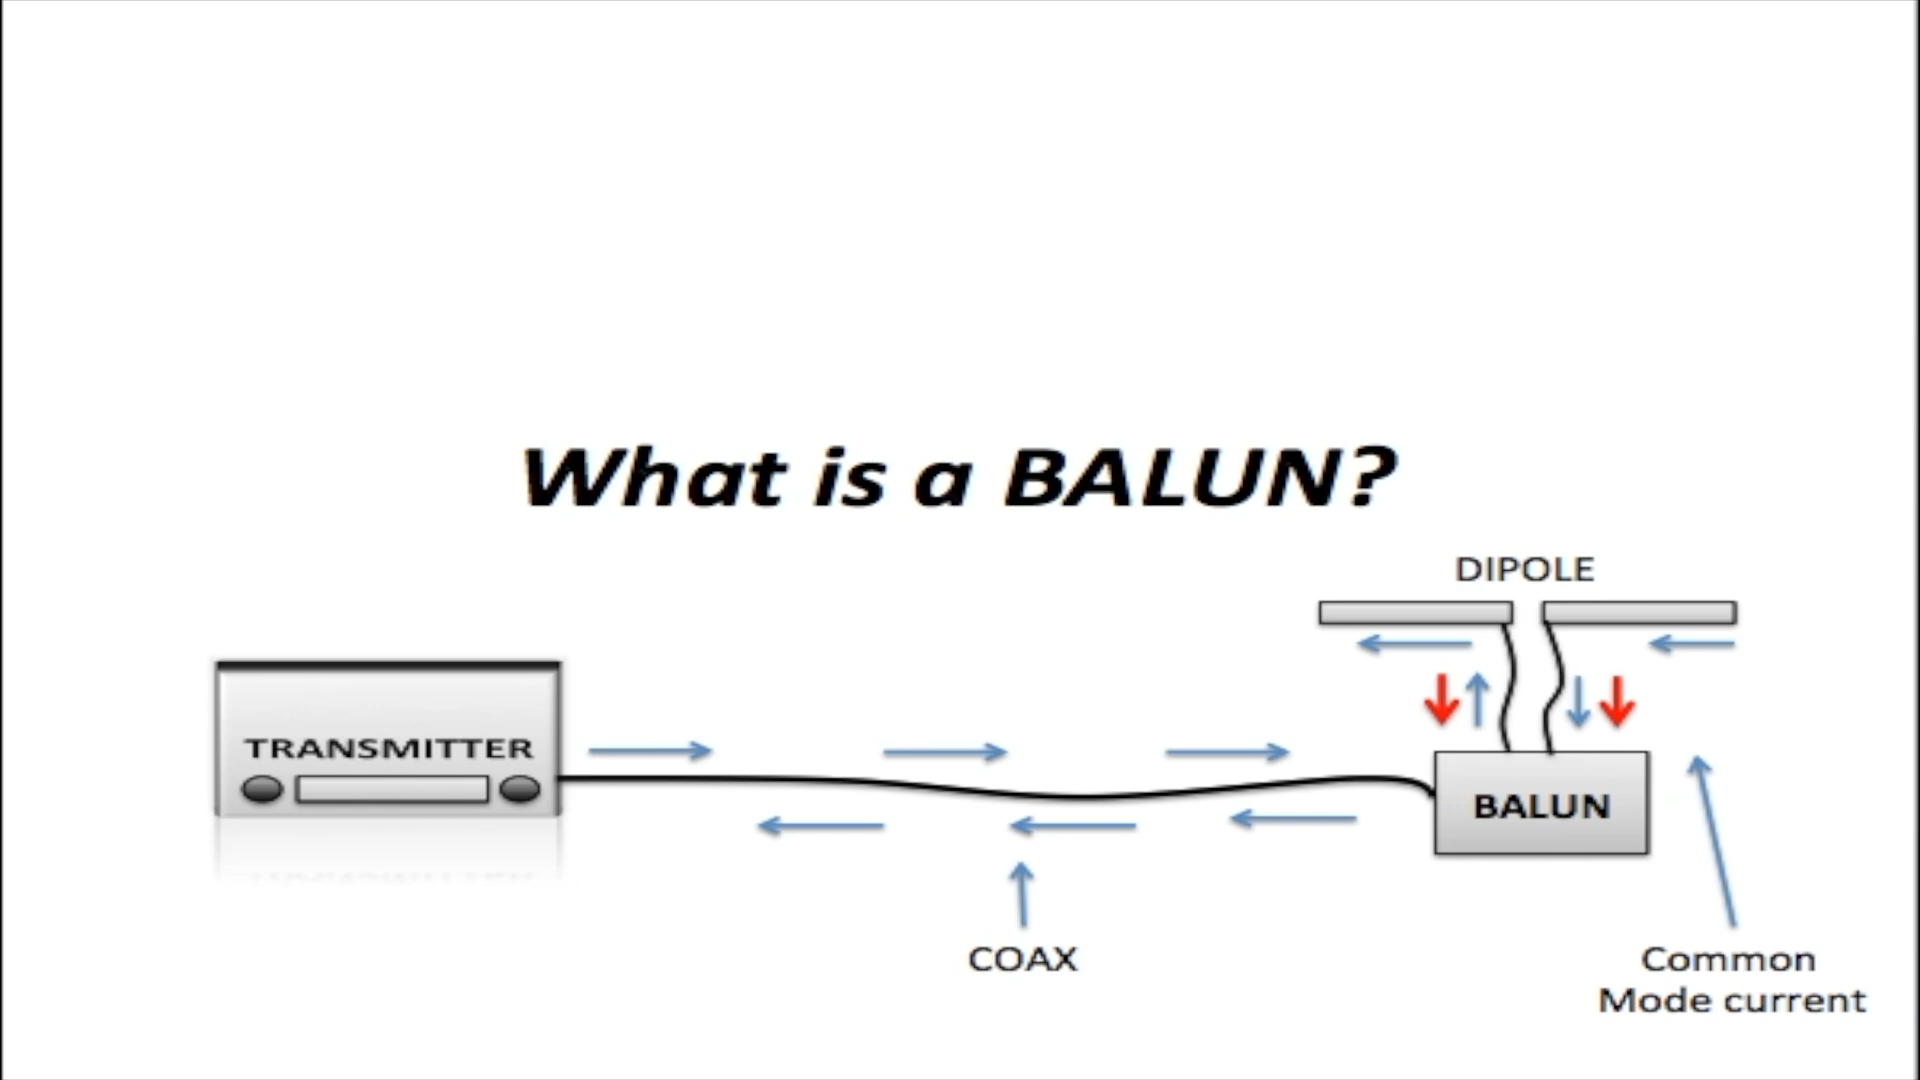 What is a BALUN?
DIPOLE
TRANSMITTER
BALUN
COAX
Common
Mode current